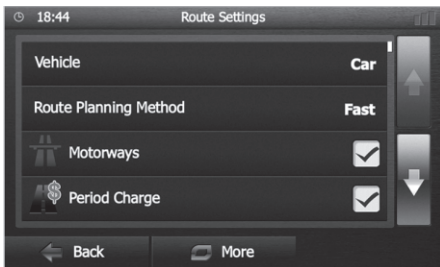 18:44 Route Settings
Vehicle Car
Route Planning Method Fast
Motorways
Period Charge
Back More